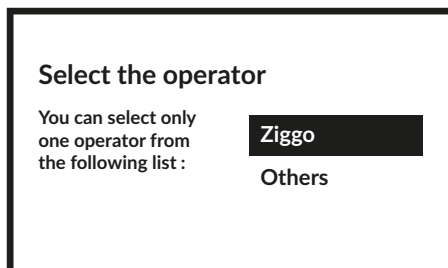 Select the operator
You can select only
one operator from
the following list :
Ziggo
Others